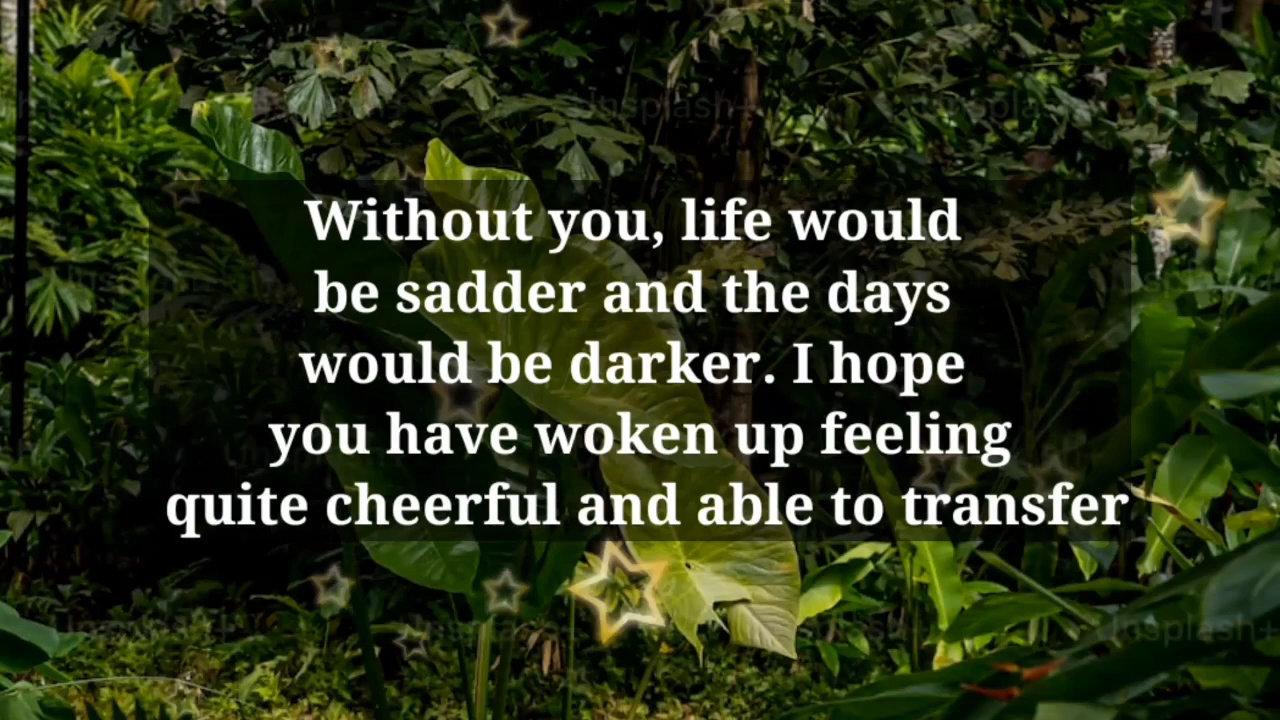 Without you, life would
be sadder and the days
would be darker. I hope
you have woken up feeling
quite cheerful and able to transfer
Unsplash+